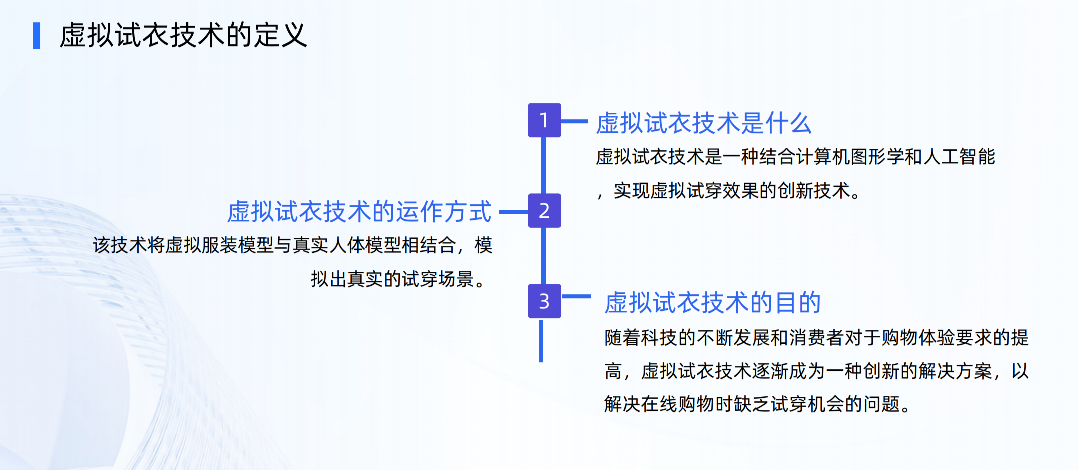 虚拟试衣技术的定义
1
虚拟试衣技术是什么
虚拟试衣技术是一种结合计算机图形学和人工智能
，实现虚拟试穿效果的创新技术。
2
虚拟试衣技术的运作方式
该技术将虚拟服装模型与真实人体模型相结合，模
拟出真实的试穿场景。
3
虚拟试衣技术的目的
随着科技的不断发展和消费者对于购物体验要求的提
高，虚拟试衣技术逐渐成为一种创新的解决方案，以
解决在线购物时缺乏试穿机会的问题。